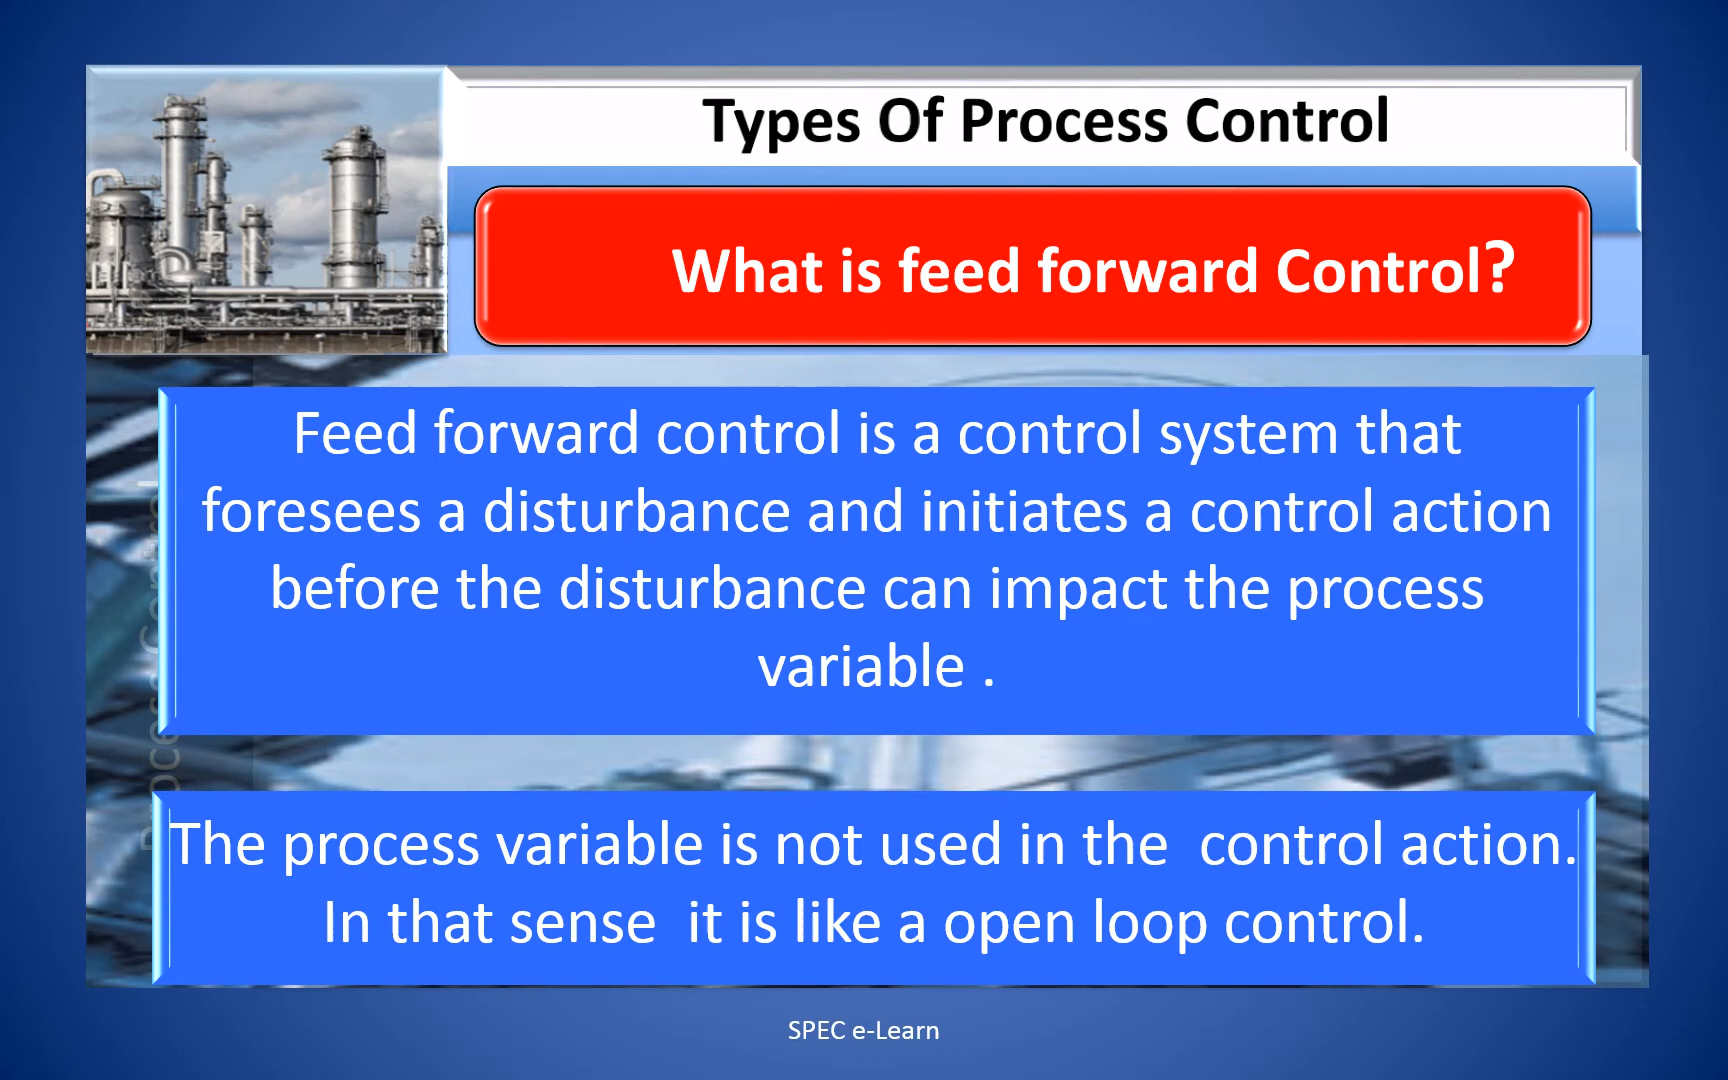 Types Of Process Control
What is feed forward Control?
Feed forward control is a control system that
foresees a disturbance and initiates a control action
before the disturbance can impact the process
variable .
The process variable is not used in the  control action.
In that sense  it is like a open loop control.
Process Control
SPEC e-Learn